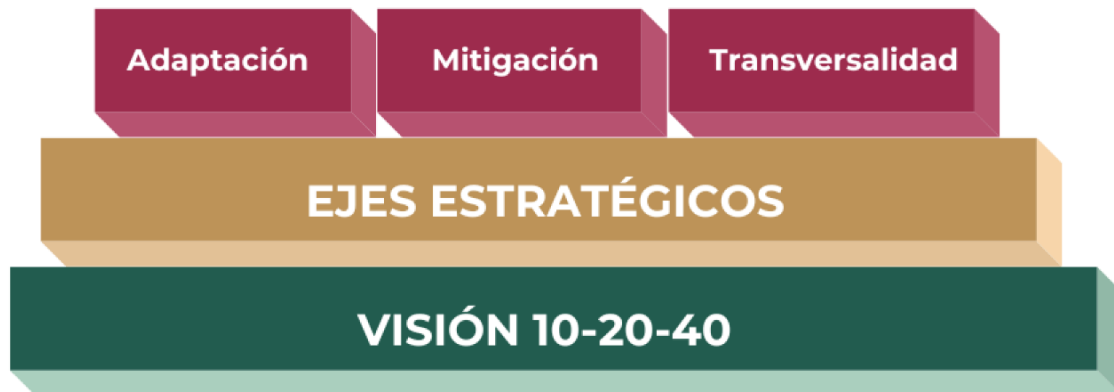 Adaptación
Mitigación
Transversalidad
EJES ESTRATÉGICOS
VISIÓN 10-20-40